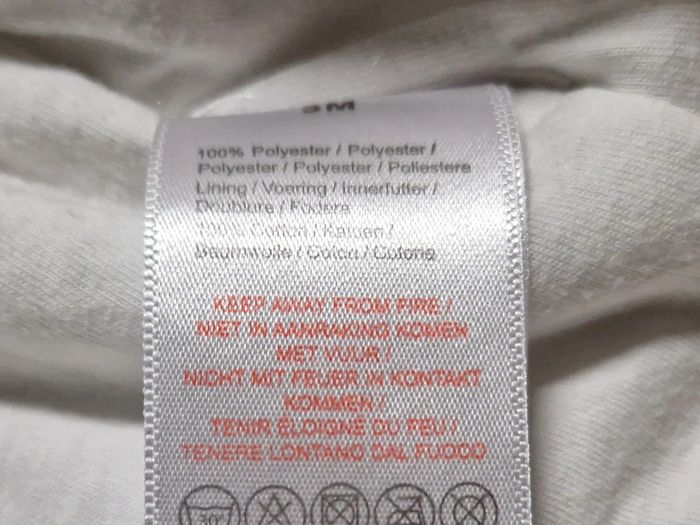 3M
100% Polyester / Polyester /
Polyester / Polyester / Poliestere
Lining / Voering / Innerfutter /
Doublure / Fodera
100% Cotton / Katoen /
Baumwolle / Coton / Cotone
KEEP AWAY FROM FIRE /
NIET IN AANRAKING KOMEN
MET VUUR /
NICHT MIT FEUER IN KONTAKT
KOMMEN /
TENIR ÉLOIGNÉ DU FEU /
TENERE LONTANO DAL FUOCO
30